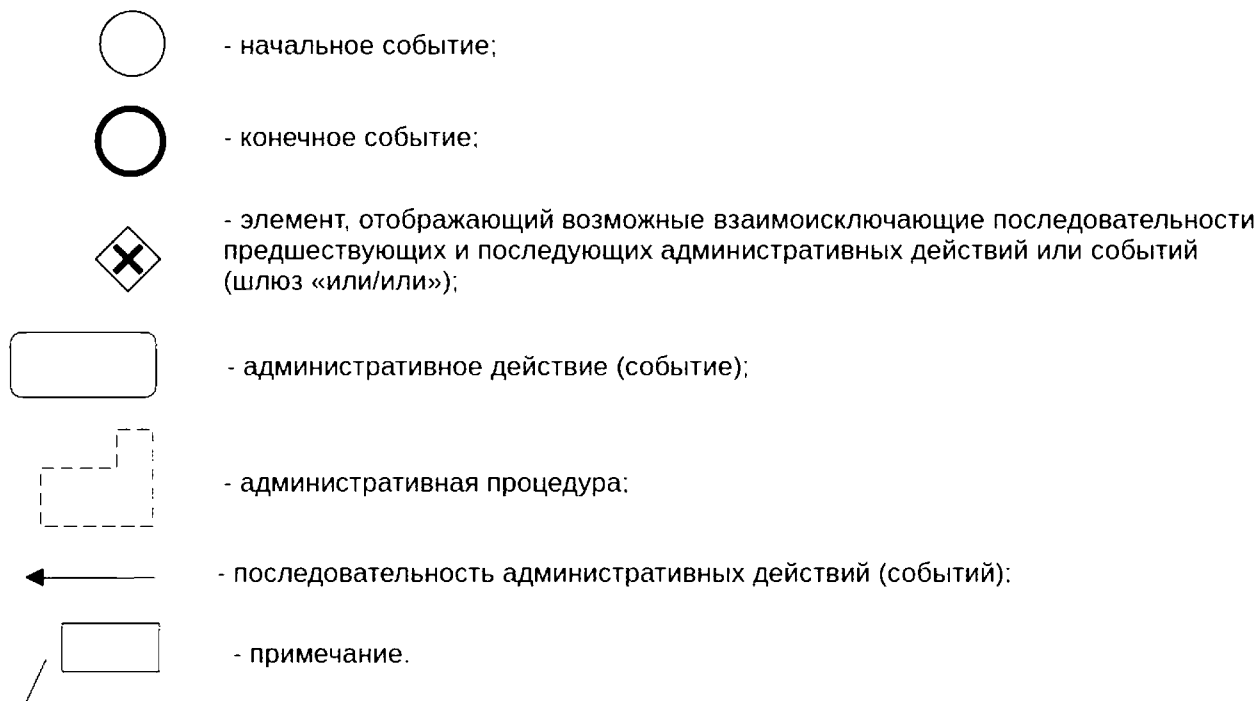 - начальное событие;
- конечное событие;
- элемент, отображающий возможные взаимоисключающие последовательности
предшествующих и последующих административных действий или событий
(шлюз «или/или»);
- административное действие (событие);
- административная процедура;
- последовательность административных действий (событий);
- примечание.